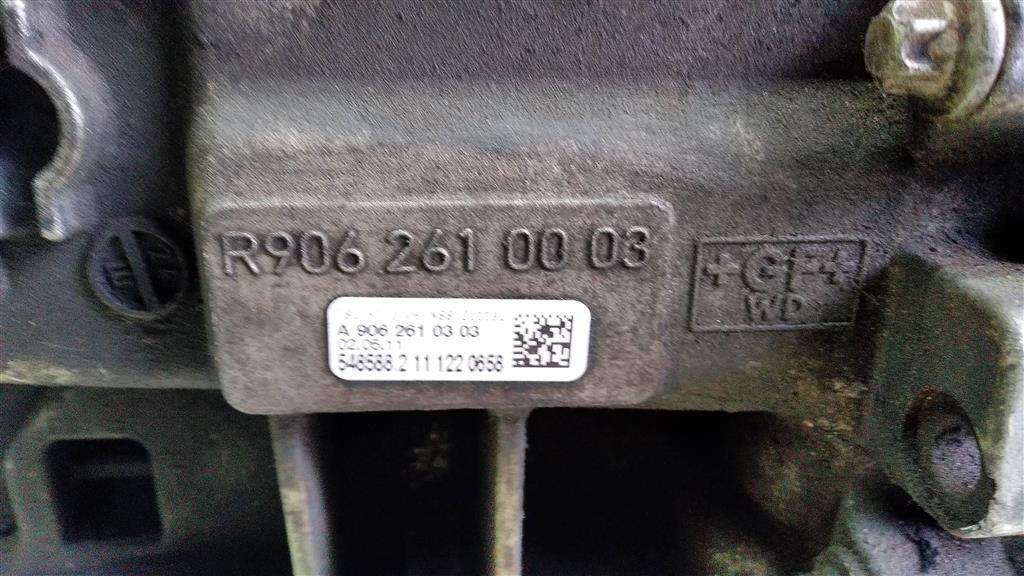 R906 261 00 03
+GF+
WD
A 906 261 03 03
02.05.11
548588.2 11 122 0658